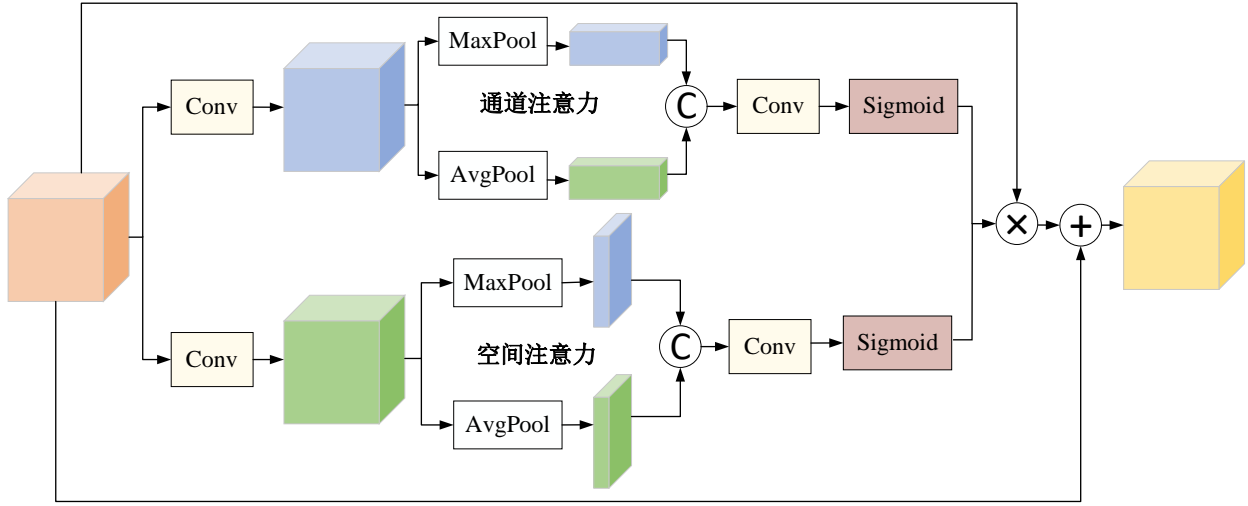 MaxPool
Conv
通道注意力
C
Conv
Sigmoid
AvgPool
×
+
MaxPool
Conv
空间注意力
C
Conv
Sigmoid
AvgPool